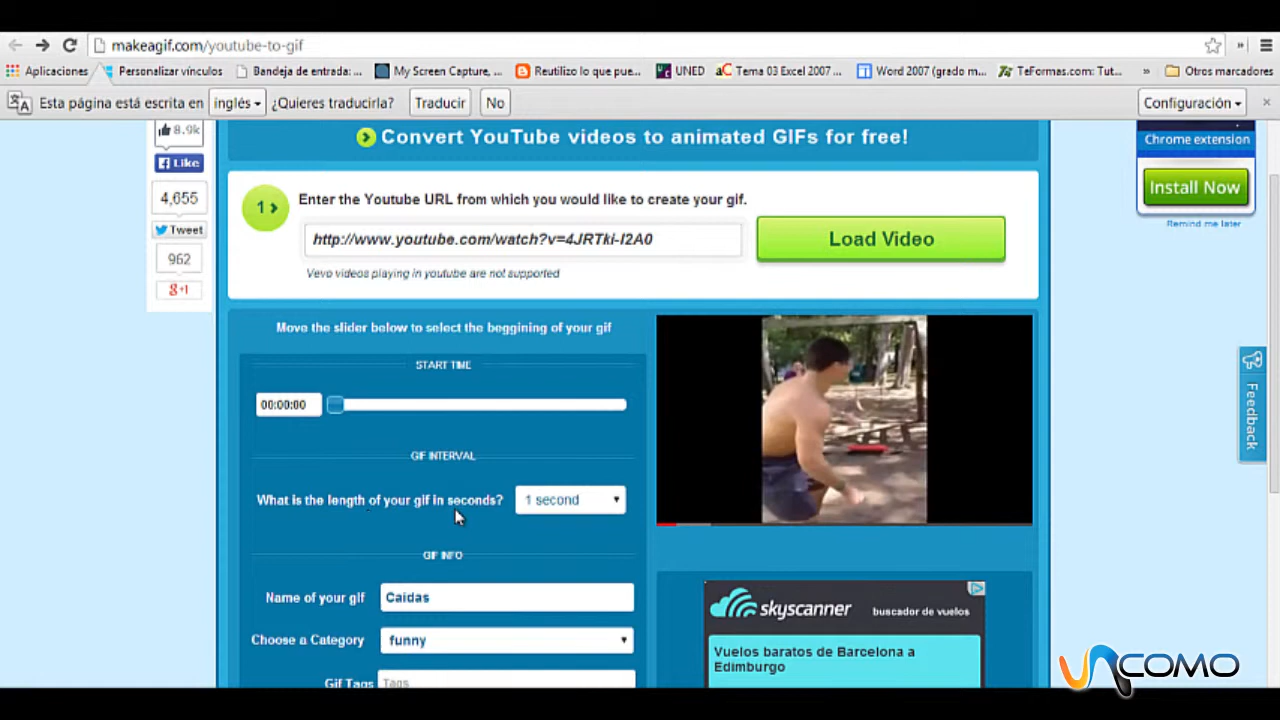 makeagif.com/youtube-to-gif
Aplicaciones Personalizar vínculos Bandeja de entrada:... My Screen Capture,... Reutilizo lo que pue... UNED Tema 03 Excel 2007 ... Word 2007 (grado m... TeFormas.com: Tut... » Otros marcadores
Esta página está escrita en inglés ¿Quieres traducirla? Traducir No Configuración
8.9k
Like
4,655
Tweet
962
g+1
Convert YouTube videos to animated GIFs for free!
Chrome extension
Install Now
Remind me later
1 Enter the Youtube URL from which you would like to create your gif.
http://www.youtube.com/watch?v=4JRTki-I2A0
Load Video
Vevo videos playing in youtube are not supported
Move the slider below to select the beggining of your gif
START TIME
00:00:00
GIF INTERVAL
What is the length of your gif in seconds? 1 second
GIF INFO
Name of your gif Caidas
Choose a Category funny
Gif Tags Tags
Feedback
skyscanner buscador de vuelos
Vuelos baratos de Barcelona a
Edimburgo
UNCOMO